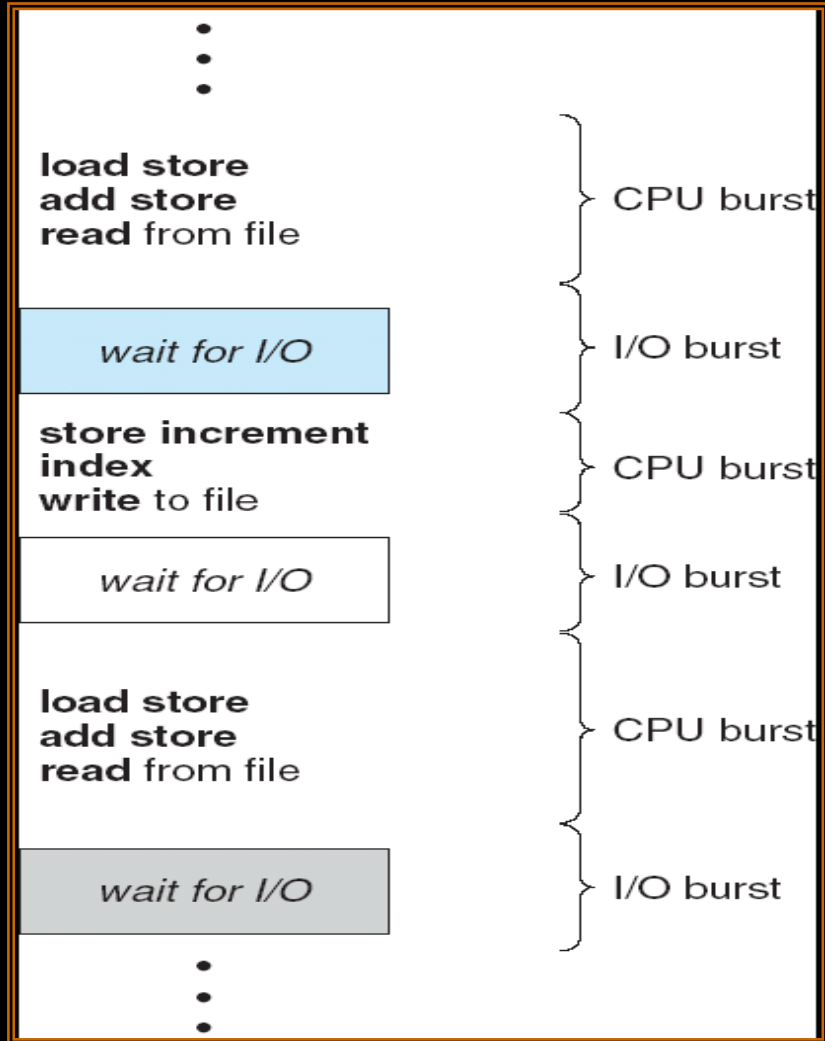 load store
add store
read from file
CPU burst
wait for I/O
I/O burst
store increment
index
write to file
CPU burst
wait for I/O
I/O burst
load store
add store
read from file
CPU burst
wait for I/O
I/O burst